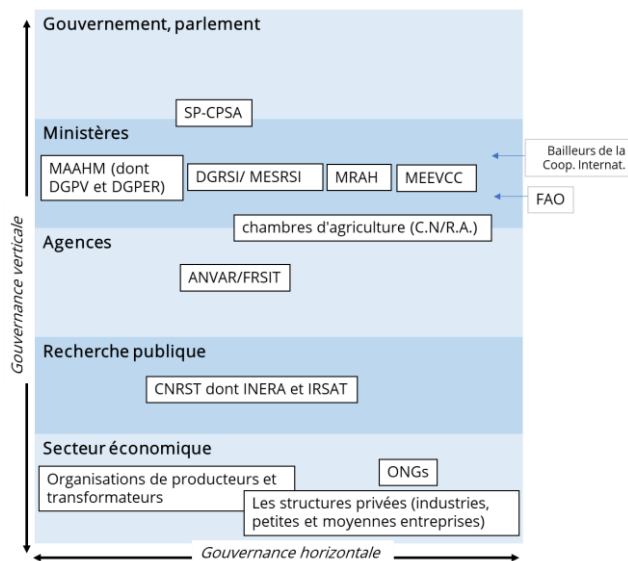 Gouvernement, parlement
SP-CPSA
Ministères
Bailleurs de la
Coop. Internat.
MAAHM (dont
DGPV et DGPER)
DGRSI/ MESRSI
MRAH
MEEVCC
FAO
chambres d'agriculture (C.N/R.A.)
Agences
ANVAR/FRSIT
Gouvernance verticale
Recherche publique
CNRST dont INERA et IRSAT
Secteur économique
Organisations de producteurs et
transformateurs
ONGs
Les structures privées (industries,
petites et moyennes entreprises)
Gouvernance horizontale